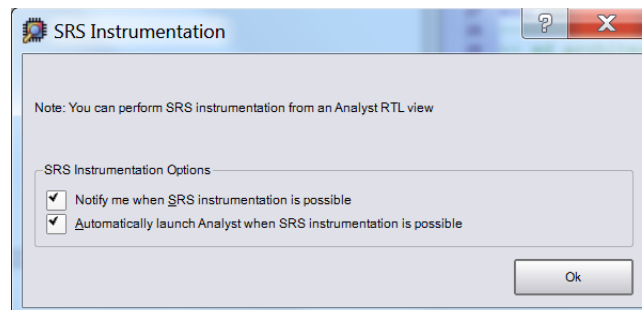 SRS Instrumentation
?
X
Note: You can perform SRS instrumentation from an Analyst RTL view
SRS Instrumentation Options
Notify me when SRS instrumentation is possible
Automatically launch Analyst when SRS instrumentation is possible
Ok